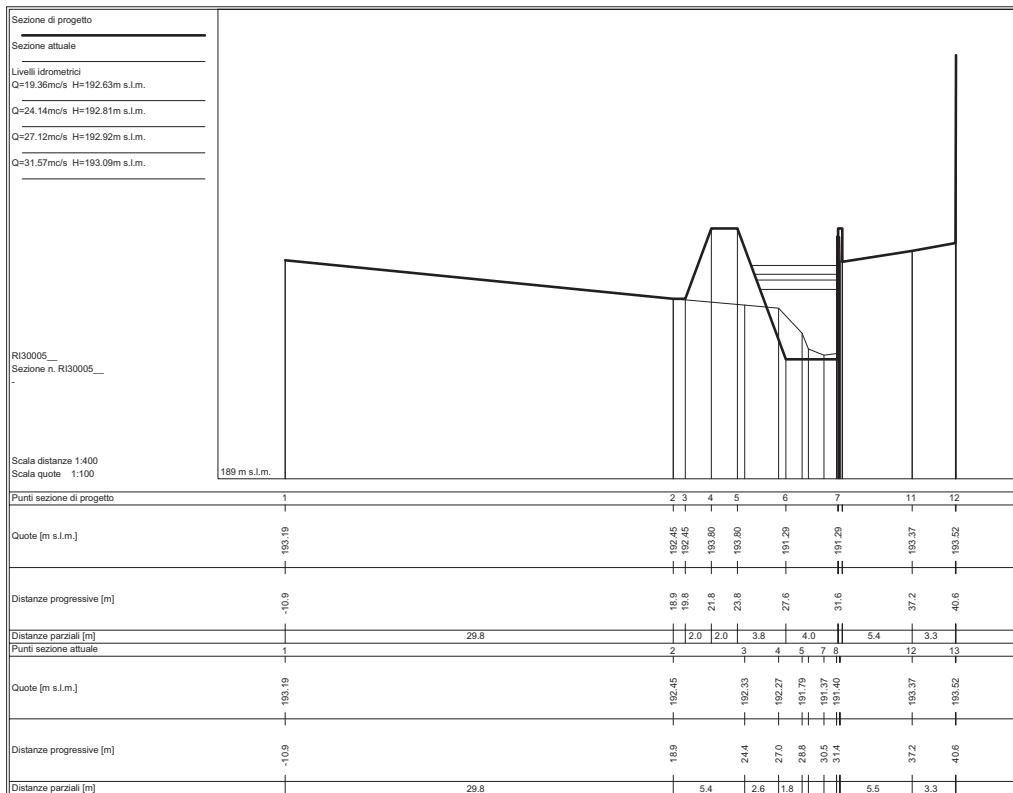 Sezione di progetto
Sezione attuale
Livelli idrometrici
Q=19.36mc/s H=192.63m s.l.m.
Q=24.14mc/s H=192.81m s.l.m.
Q=27.12mc/s H=192.92m s.l.m.
Q=31.57mc/s H=193.09m s.l.m.
RI30005__
Sezione n. RI30005__
-
Scala distanze 1:400
Scala quote 1:100
189 m s.l.m.
Punti sezione di progetto 1 2 3 4 5 6 7 11 12
Quote [m s.l.m.] 193.19 192.45 192.45 193.80 193.80 191.29 191.29 193.37 193.52
Distanze progressive [m] -10.9 18.9 19.8 21.8 23.8 27.6 31.6 37.2 40.6
Distanze parziali [m] 29.8 2.0 2.0 3.8 4.0 5.4 3.3
Punti sezione attuale 1 2 3 4 5 7 8 12 13
Quote [m s.l.m.] 193.19 192.45 192.33 192.27 191.79 191.37 191.40 193.37 193.52
Distanze progressive [m] -10.9 18.9 24.4 27.0 28.8 30.5 31.4 37.2 40.6
Distanze parziali [m] 29.8 5.4 2.6 1.8 5.5 3.3